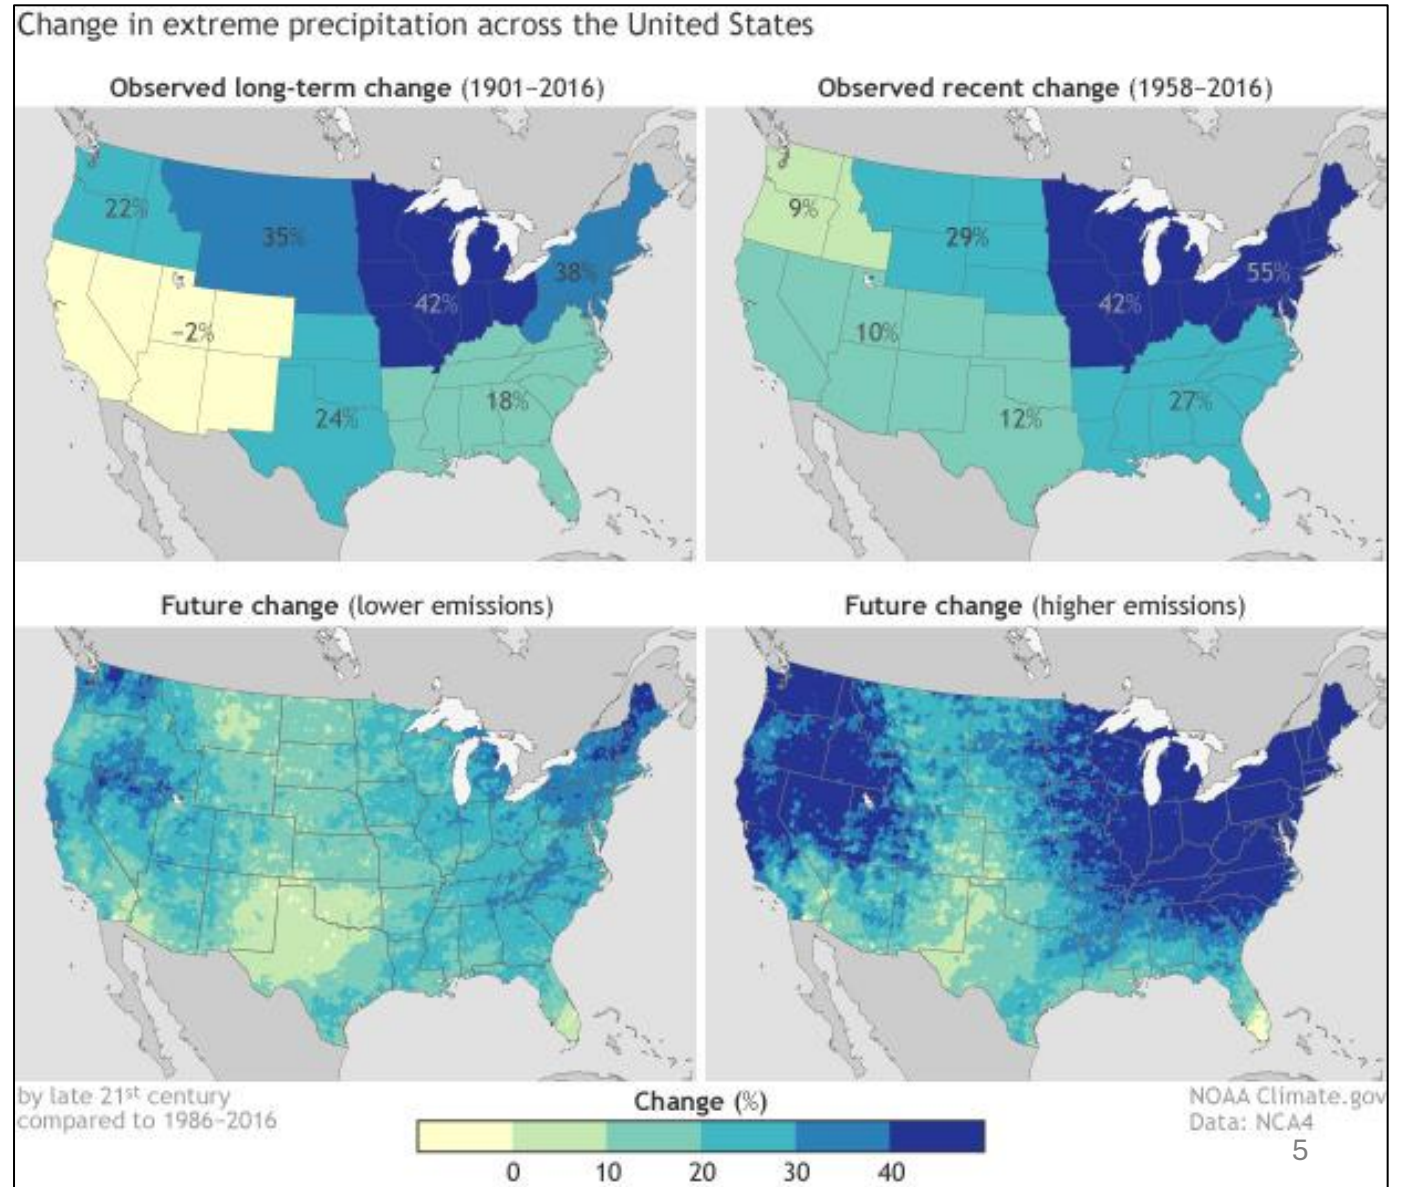 Change in extreme precipitation across the United States
Observed long-term change (1901–2016)
Observed recent change (1958–2016)
22%
35%
38%
42%
–2%
24%
18%
9%
29%
55%
42%
10%
27%
12%
Future change (lower emissions)
Future change (higher emissions)
by late 21st century
compared to 1986–2016
Change (%)
0 10 20 30 40
NOAA Climate.gov
Data: NCA4
5